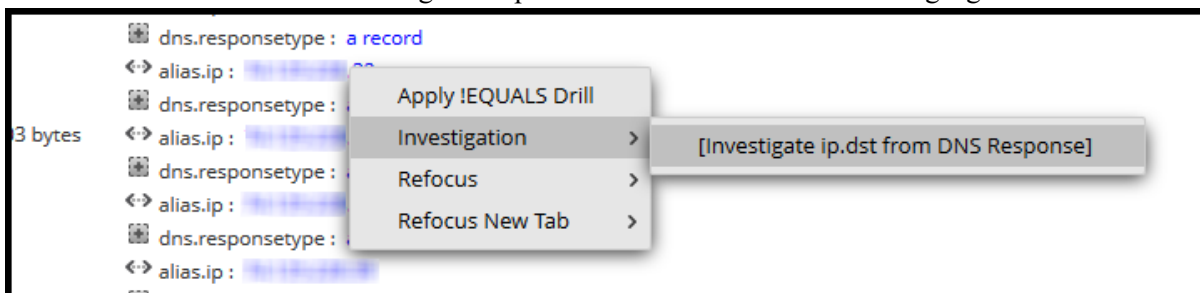 dns.responsetype : a record
alias.ip :
dns.responsetype :
alias.ip :
dns.responsetype :
alias.ip :
dns.responsetype :
alias.ip :
bytes
Apply !EQUALS Drill
Investigation
Refocus
Refocus New Tab
[Investigate ip.dst from DNS Response]